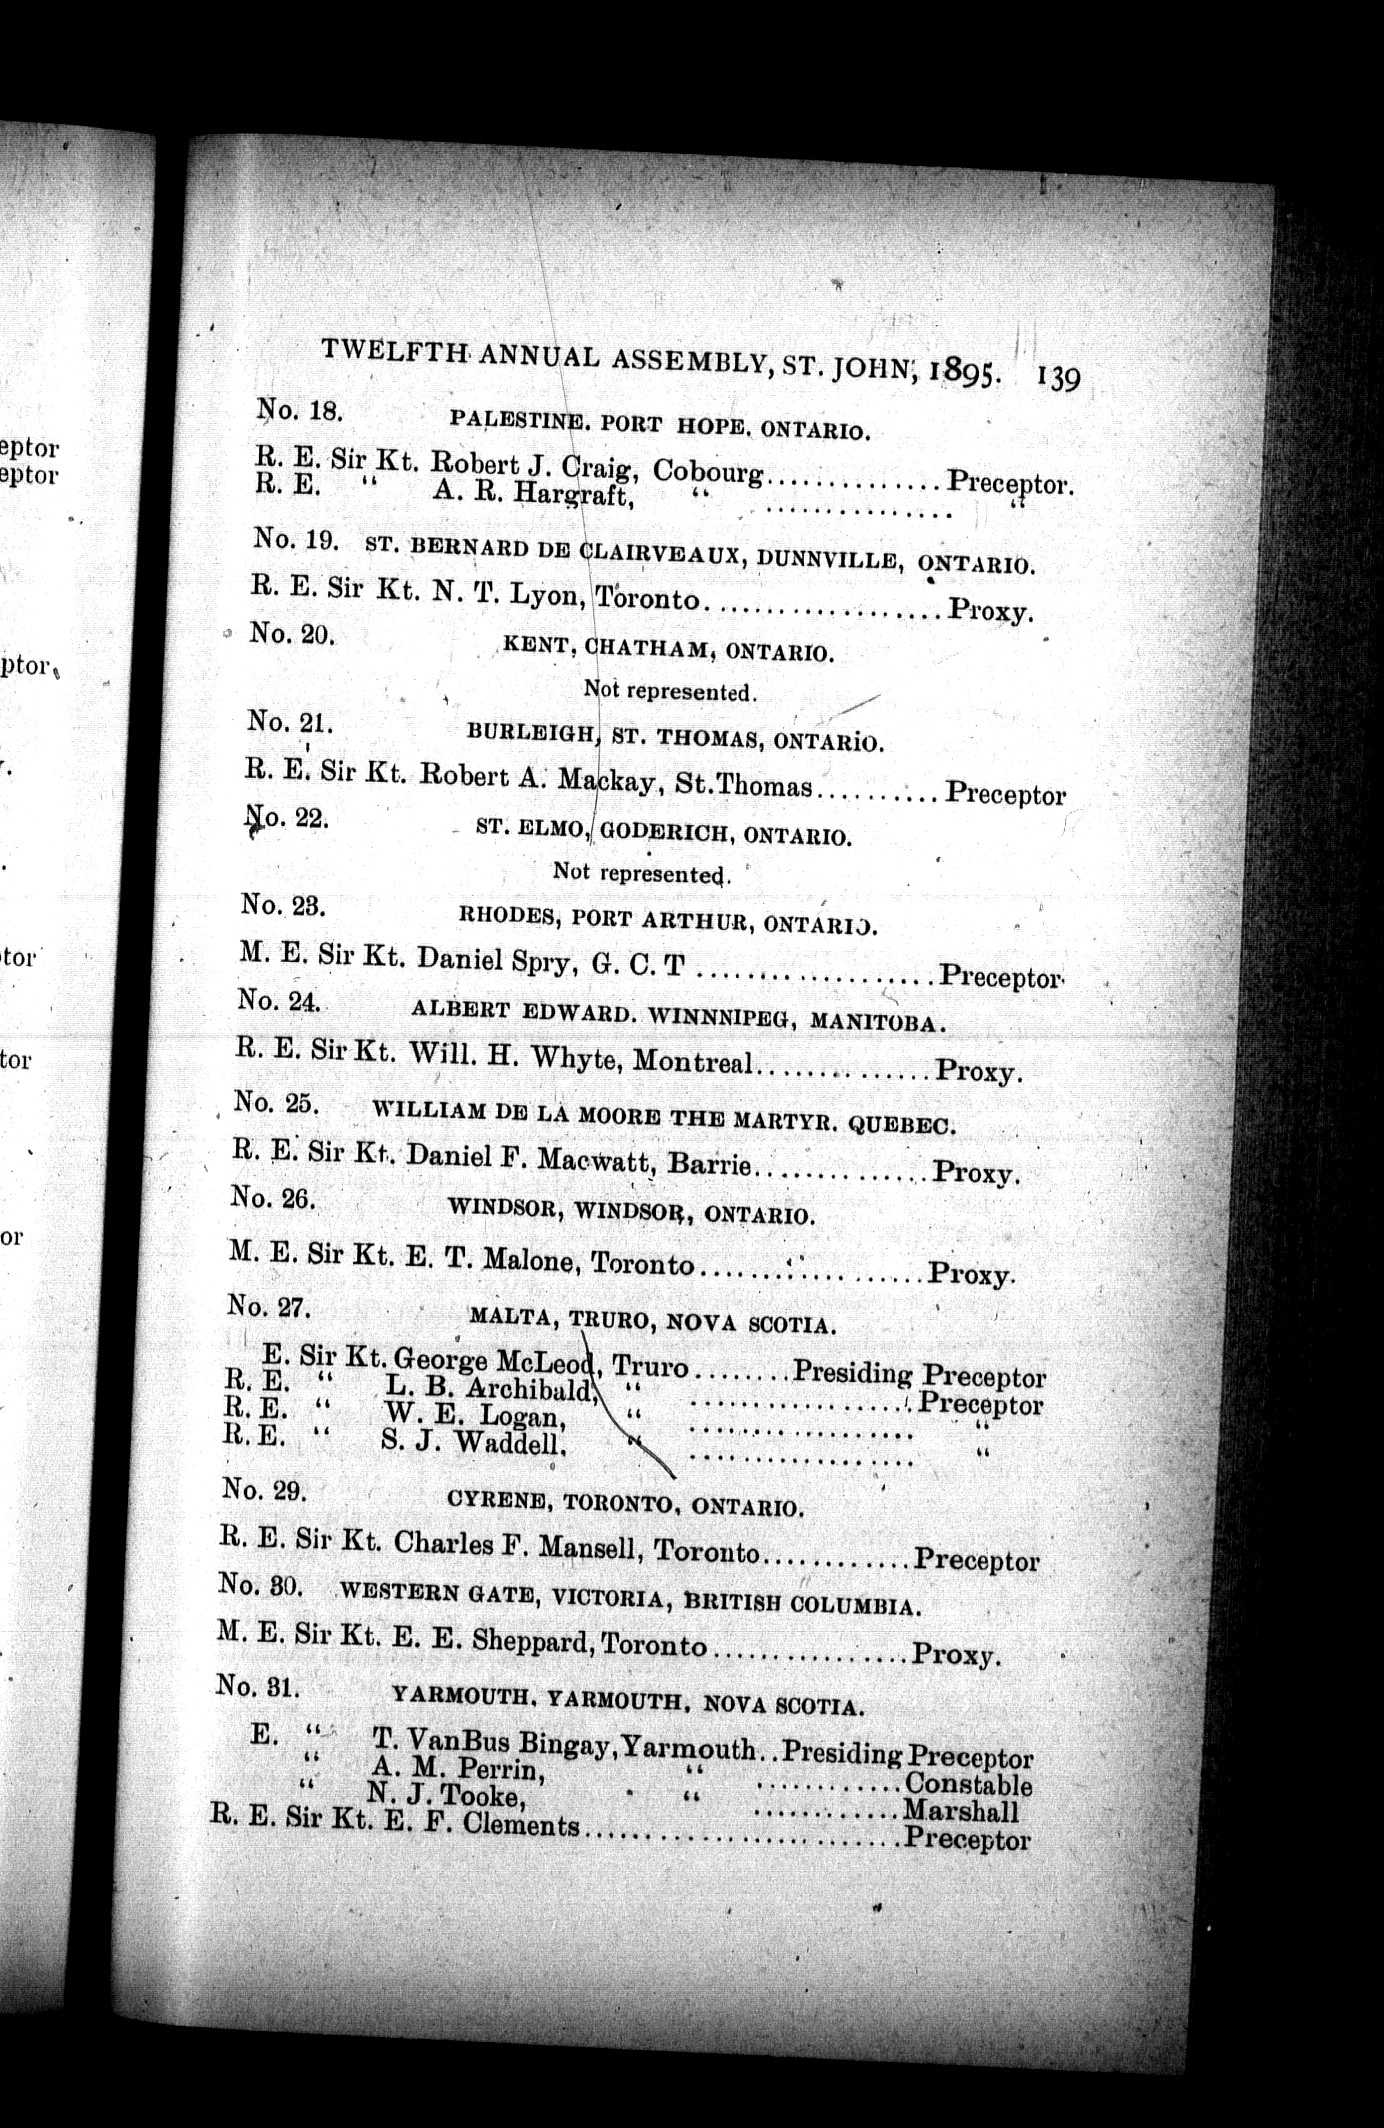 TWELFTH ANNUAL ASSEMBLY, ST. JOHN, 1895. 139
No. 18. PALESTINE. PORT HOPE. ONTARIO.
R. E. Sir Kt. Robert J. Craig, Cobourg.............. Preceptor.
R. E. “ A. R. Hargraft, “ ............... “
No. 19. ST. BERNARD DE CLAIRVEAUX, DUNNVILLE, ONTARIO.
R. E. Sir Kt. N. T. Lyon, Toronto................... Proxy.
No. 20. KENT, CHATHAM, ONTARIO.
Not represented.
No. 21. BURLEIGH, ST. THOMAS, ONTARIO.
R. E. Sir Kt. Robert A. Mackay, St.Thomas.......... Preceptor
No. 22. ST. ELMO, GODERICH, ONTARIO.
Not represented.
No. 23. RHODES, PORT ARTHUR, ONTARIO.
M. E. Sir Kt. Daniel Spry, G. C. T ................... Preceptor.
No. 24. ALBERT EDWARD. WINNNIPEG, MANITOBA.
R. E. Sir Kt. Will. H. Whyte, Montreal.............. Proxy.
No. 25. WILLIAM DE LA MOORE THE MARTYR. QUEBEC.
R. E. Sir Kt. Daniel F. Macwatt, Barrie.............. Proxy.
No. 26. WINDSOR, WINDSOR, ONTARIO.
M. E. Sir Kt. E. T. Malone, Toronto.................. Proxy.
No. 27. MALTA, TRURO, NOVA SCOTIA.
E. Sir Kt. George McLeod, Truro........Presiding Preceptor
R. E. “ L. B. Archibald, “ .................Preceptor
R. E. “ W. E. Logan, “ ................. “
R. E. “ S. J. Waddell. “ ................. “
No. 29. CYRENE, TORONTO, ONTARIO.
R. E. Sir Kt. Charles F. Mansell, Toronto............Preceptor
No. 30. WESTERN GATE, VICTORIA, BRITISH COLUMBIA.
M. E. Sir Kt. E. E. Sheppard, Toronto................Proxy.
No. 31. YARMOUTH. YARMOUTH, NOVA SCOTIA.
E. “ T. VanBus Bingay, Yarmouth..Presiding Preceptor
“ A. M. Perrin, “ ............Constable
“ N. J. Tooke, “ ............Marshall
R. E. Sir Kt. E. F. Clements..........................Preceptor
eptor
eptor
ptor
tor
tor
or